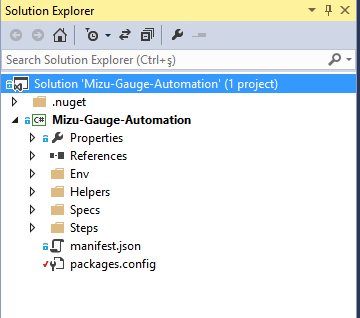 Solution Explorer
Search Solution Explorer (Ctrl+ş)
Solution 'Mizu-Gauge-Automation' (1 project)
.nuget
C# Mizu-Gauge-Automation
Properties
References
Env
Helpers
Specs
Steps
manifest.json
packages.config